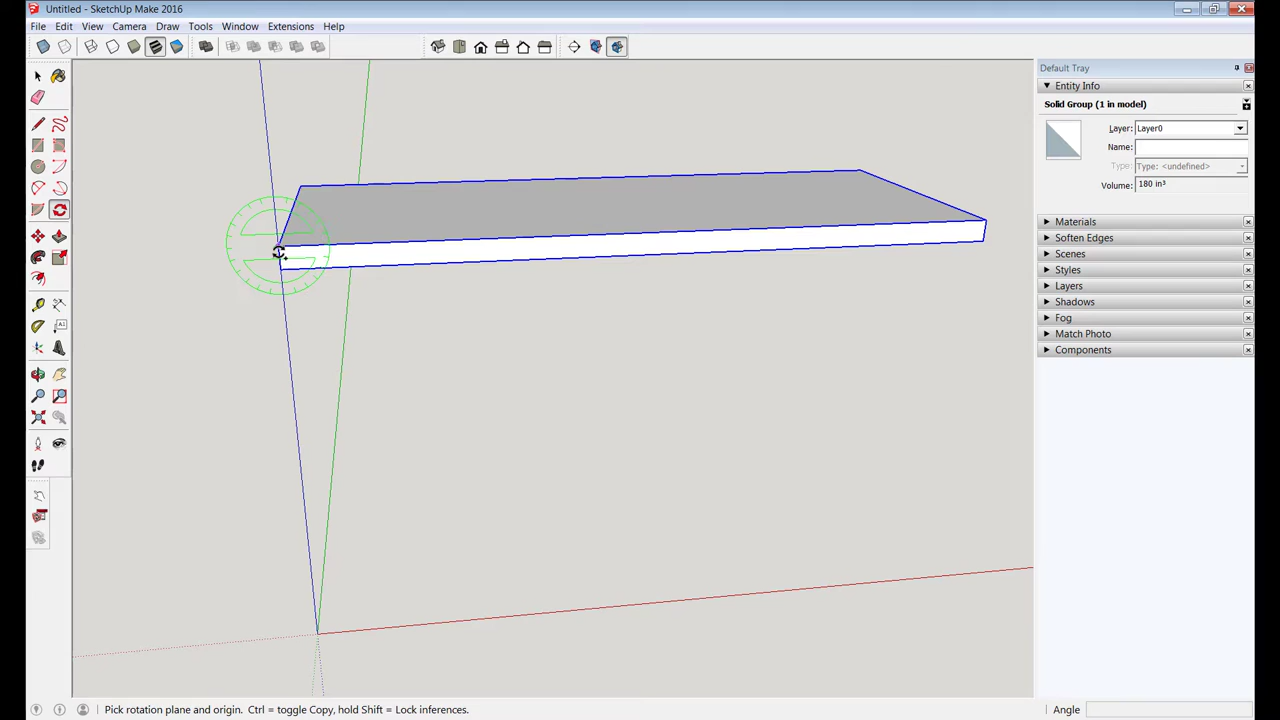 Untitled - SketchUp Make 2016
File Edit View Camera Draw Tools Window Extensions Help
Default Tray
Entity Info
Solid Group (1 in model)
Layer: Layer0
Name:
Type: Type: <undefined>
Volume: 180 in³
Materials
Soften Edges
Scenes
Styles
Layers
Shadows
Fog
Match Photo
Components
Pick rotation plane and origin. Ctrl = toggle Copy, hold Shift = Lock inferences.
Angle